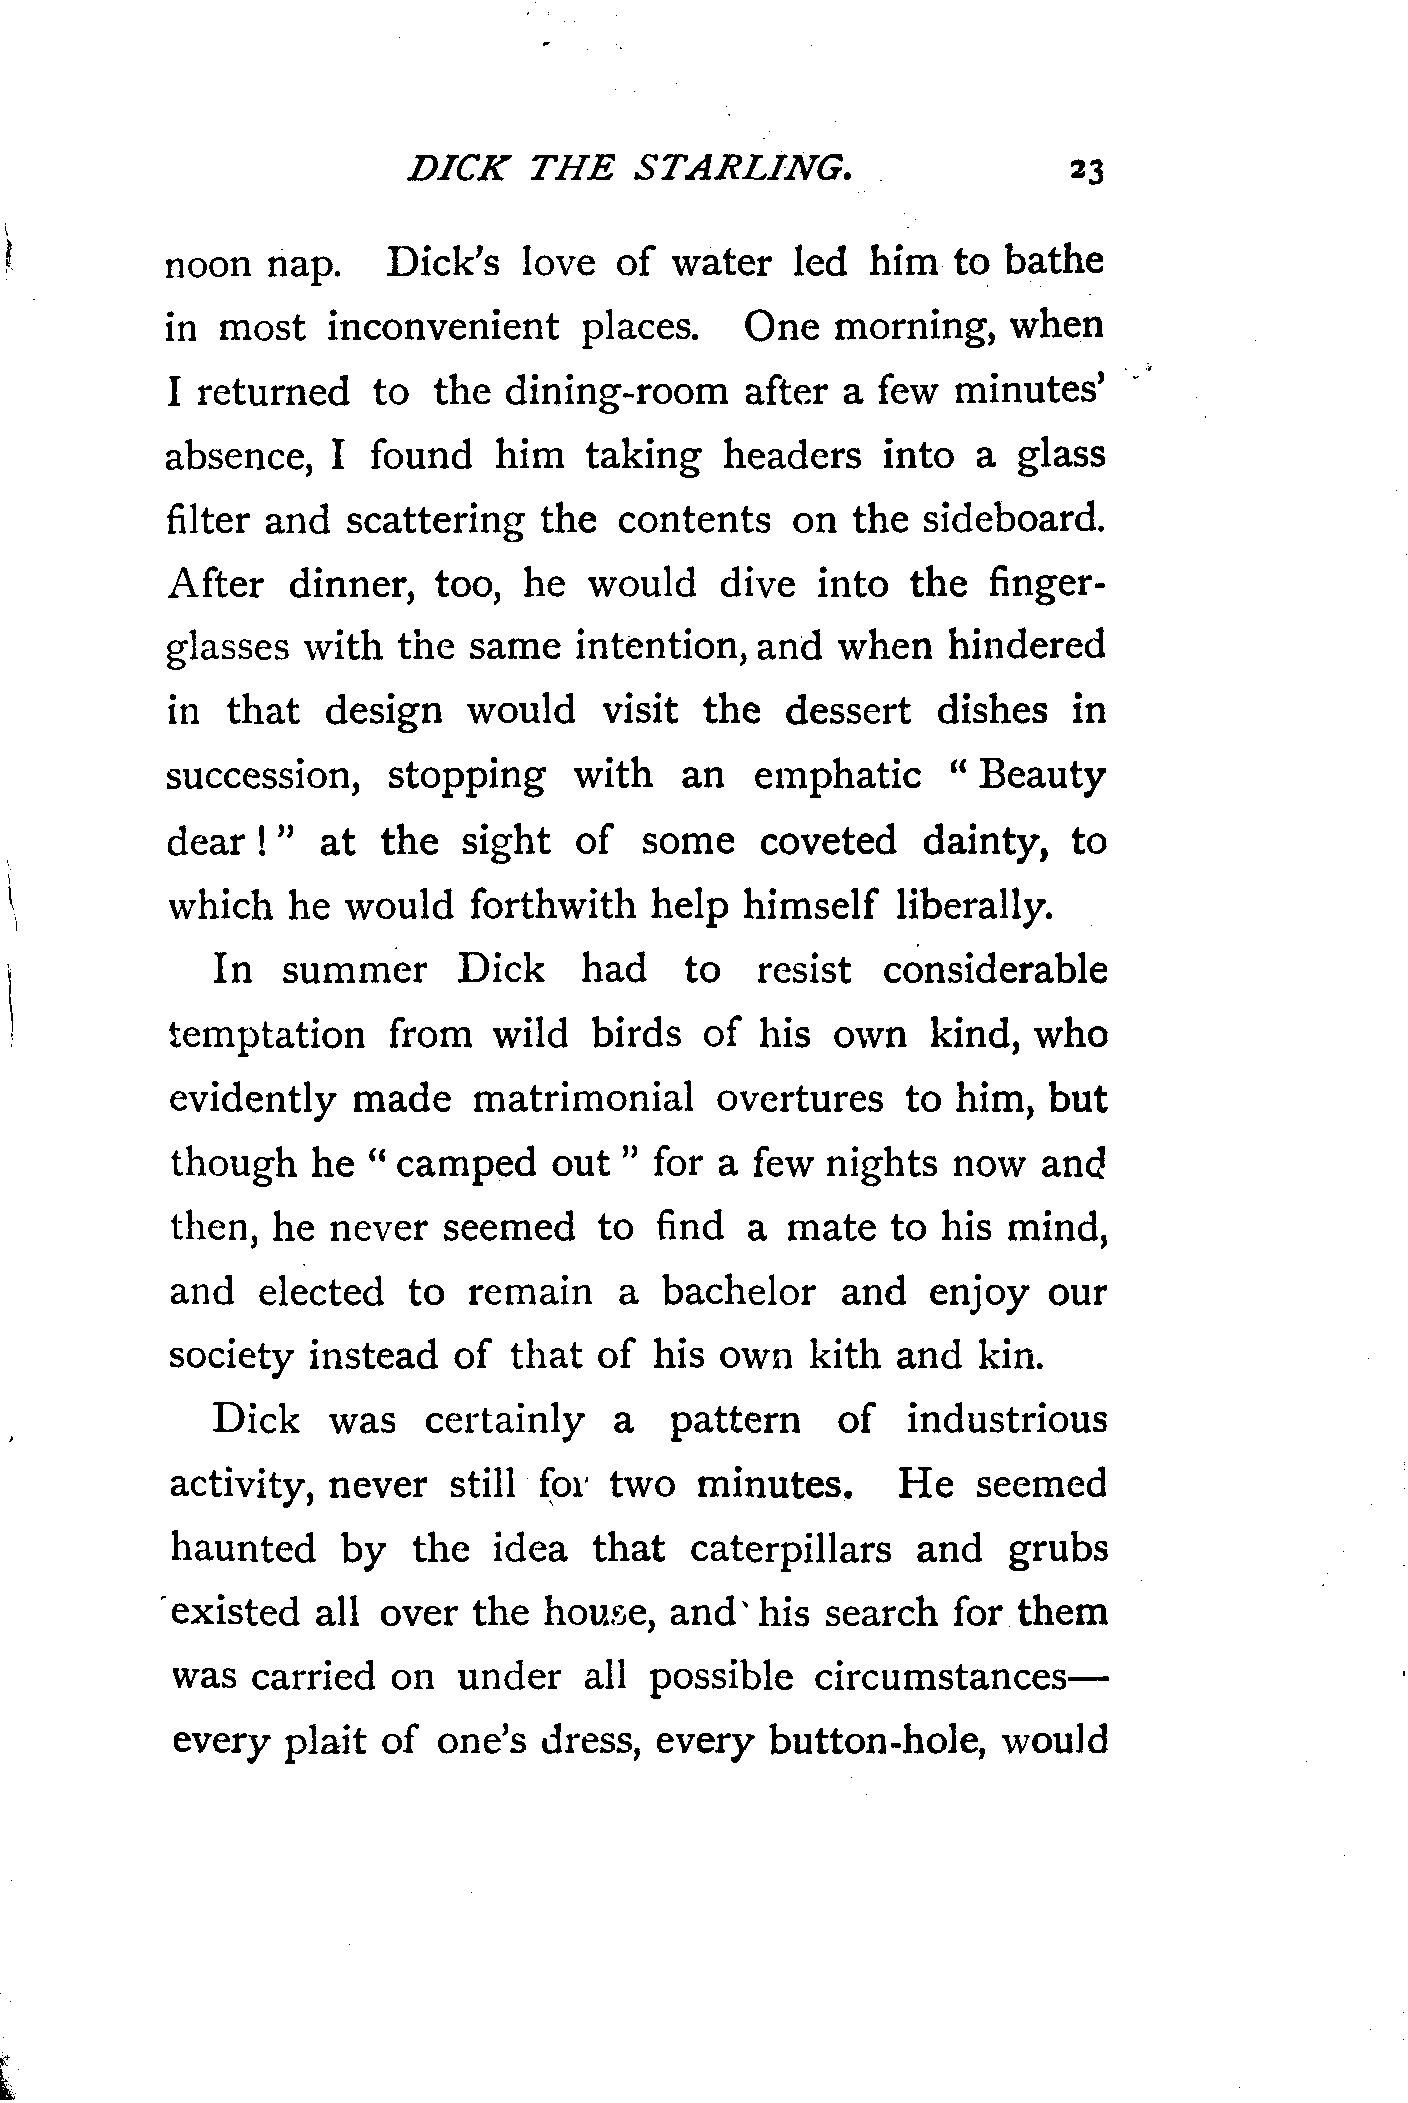 DICK THE STARLING. 23
noon nap. Dick's love of water led him to bathe
in most inconvenient places. One morning, when
I returned to the dining-room after a few minutes'
absence, I found him taking headers into a glass
filter and scattering the contents on the sideboard.
After dinner, too, he would dive into the finger-
glasses with the same intention, and when hindered
in that design would visit the dessert dishes in
succession, stopping with an emphatic “ Beauty
dear ! ” at the sight of some coveted dainty, to
which he would forthwith help himself liberally.
In summer Dick had to resist considerable
temptation from wild birds of his own kind, who
evidently made matrimonial overtures to him, but
though he “ camped out ” for a few nights now and
then, he never seemed to find a mate to his mind,
and elected to remain a bachelor and enjoy our
society instead of that of his own kith and kin.
Dick was certainly a pattern of industrious
activity, never still for two minutes. He seemed
haunted by the idea that caterpillars and grubs
existed all over the house, and his search for them
was carried on under all possible circumstances—
every plait of one's dress, every button-hole, would